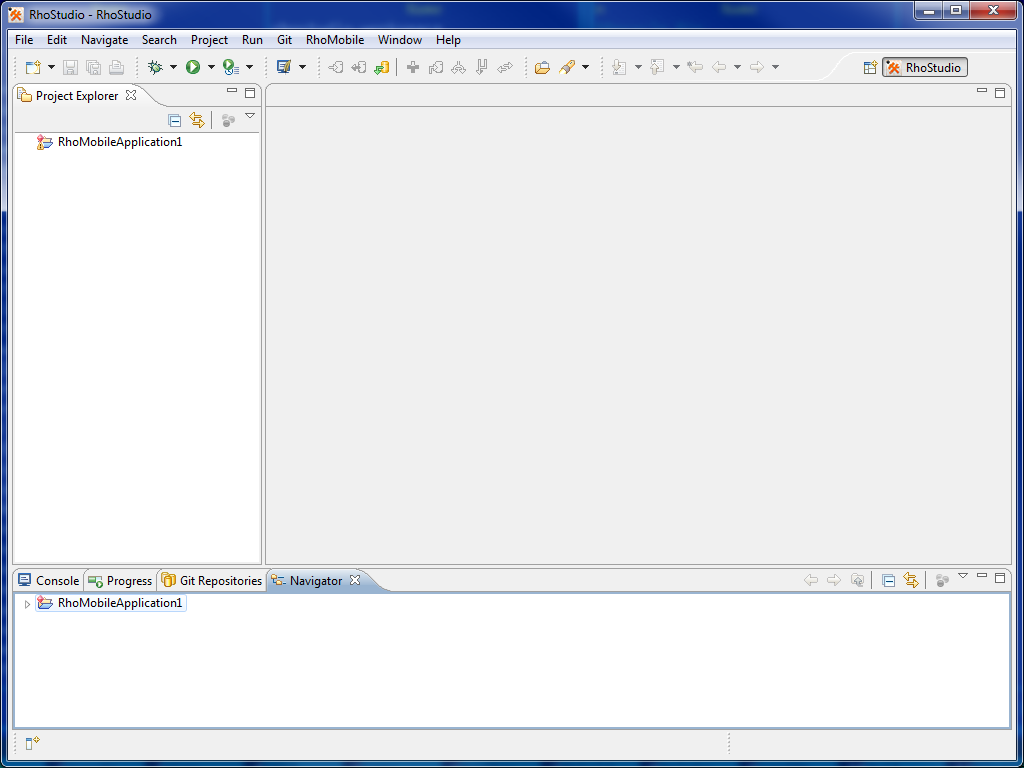 RhoStudio - RhoStudio
File Edit Navigate Search Project Run Git RhoMobile Window Help
RhoStudio
Project Explorer
RhoMobileApplication1
Console Progress Git Repositories Navigator
RhoMobileApplication1